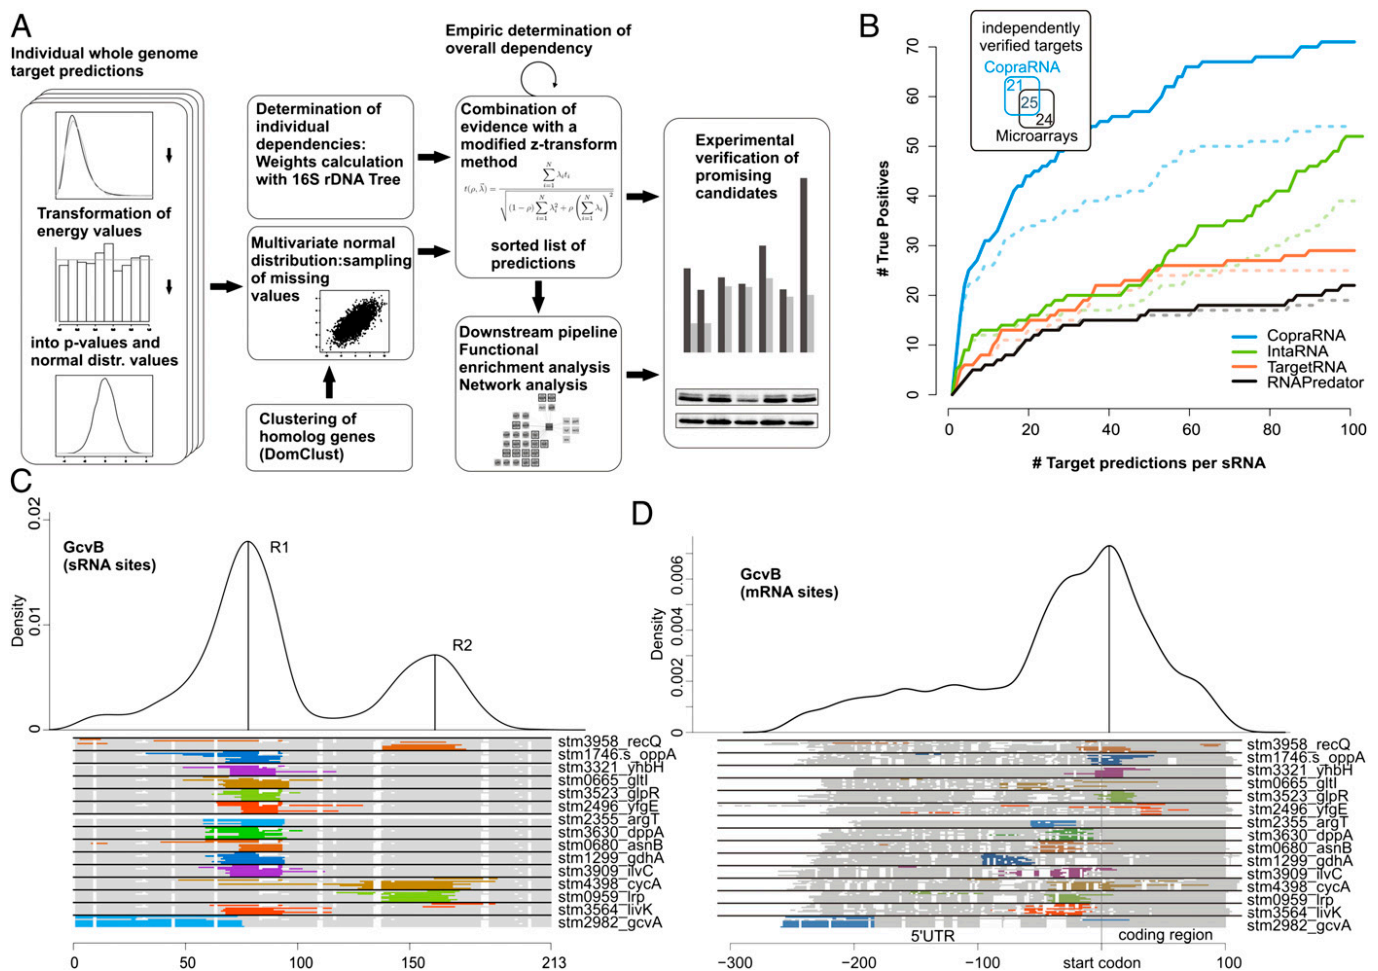 A
Individual whole genome
target predictions
Transformation of
energy values
into p-values and
normal distr. values
Determination of
individual
dependencies:
Weights calculation
with 16S rDNA Tree
Multivariate normal
distribution:sampling
of missing
values
Clustering of
homolog genes
(DomClust)
Empiric determination of
overall dependency
Combination of
evidence with a
modified z-transform
method
sorted list of
predictions
Downstream pipeline
Functional
enrichment analysis
Network analysis
Experimental
verification of
promising
candidates
B
independently
verified targets
CopraRNA
21
25
24
Microarrays
# True Positives
70
60
50
40
30
20
10
0
CopraRNA
IntaRNA
TargetRNA
RNAPredator
0 20 40 60 80 100
# Target predictions per sRNA
C
GcvB
(sRNA sites)
R1
R2
Density
0.02
0.01
0
stm3958_recQ
stm1746.s_oppA
stm3321_yhbH
stm0665_gltI
stm3523_glpR
stm2496_yfgE
stm2355_argT
stm3630_dppA
stm0680_asnB
stm1299_gdhA
stm3909_ilvC
stm4398_cycA
stm0959_lrp
stm3564_livK
stm2982_gcvA
0 50 100 150 213
D
GcvB
(mRNA sites)
Density
0.006
0.004
0.002
0
stm3958_recQ
stm1746.s_oppA
stm3321_yhbH
stm0665_gltI
stm3523_glpR
stm2496_yfgE
stm2355_argT
stm3630_dppA
stm0680_asnB
stm1299_gdhA
stm3909_ilvC
stm4398_cycA
stm0959_lrp
stm3564_livK
stm2982_gcvA
5'UTR coding region
−300 −200 −100 start codon 100